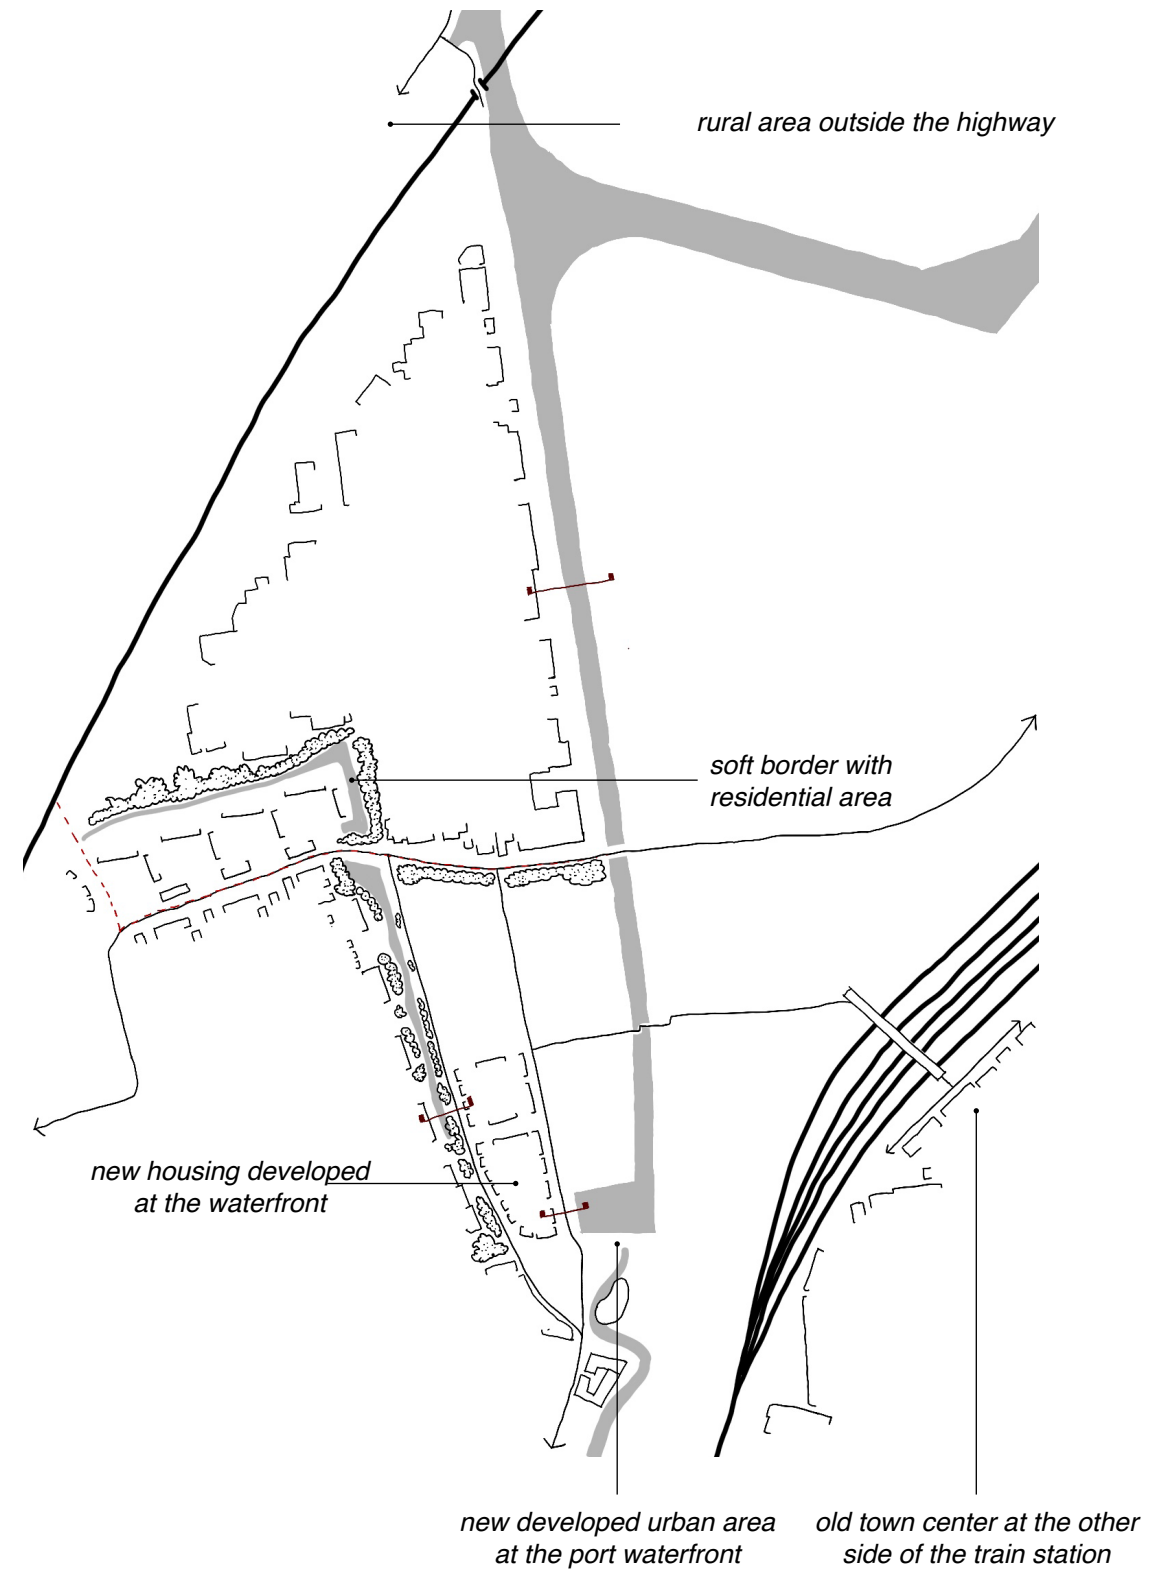 rural area outside the highway
soft border with
residential area
new housing developed
at the waterfront
new developed urban area
at the port waterfront
old town center at the other
side of the train station